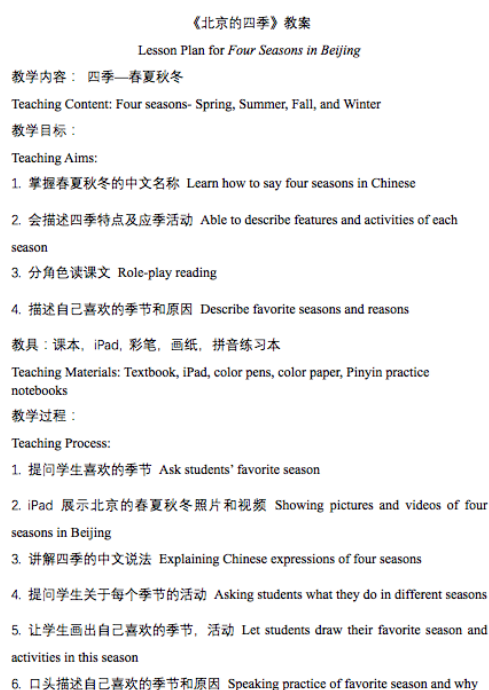 《北京的四季》教案
Lesson Plan for Four Seasons in Beijing
教学内容： 四季—春夏秋冬
Teaching Content: Four seasons- Spring, Summer, Fall, and Winter
教学目标：
Teaching Aims:
1. 掌握春夏秋冬的中文名称 Learn how to say four seasons in Chinese
2. 会描述四季特点及应季活动 Able to describe features and activities of each
season
3. 分角色读课文 Role-play reading
4. 描述自己喜欢的季节和原因 Describe favorite seasons and reasons
教具：课本，iPad, 彩笔，画纸，拼音练习本
Teaching Materials: Textbook, iPad, color pens, color paper, Pinyin practice
notebooks
教学过程：
Teaching Process:
1. 提问学生喜欢的季节 Ask students’ favorite season
2. iPad 展示北京的春夏秋冬照片和视频 Showing pictures and videos of four
seasons in Beijing
3. 讲解四季的中文说法 Explaining Chinese expressions of four seasons
4. 提问学生关于每个季节的活动 Asking students what they do in different seasons
5. 让学生画出自己喜欢的季节，活动 Let students draw their favorite season and
activities in this season
6. 口头描述自己喜欢的季节和原因 Speaking practice of favorite season and why